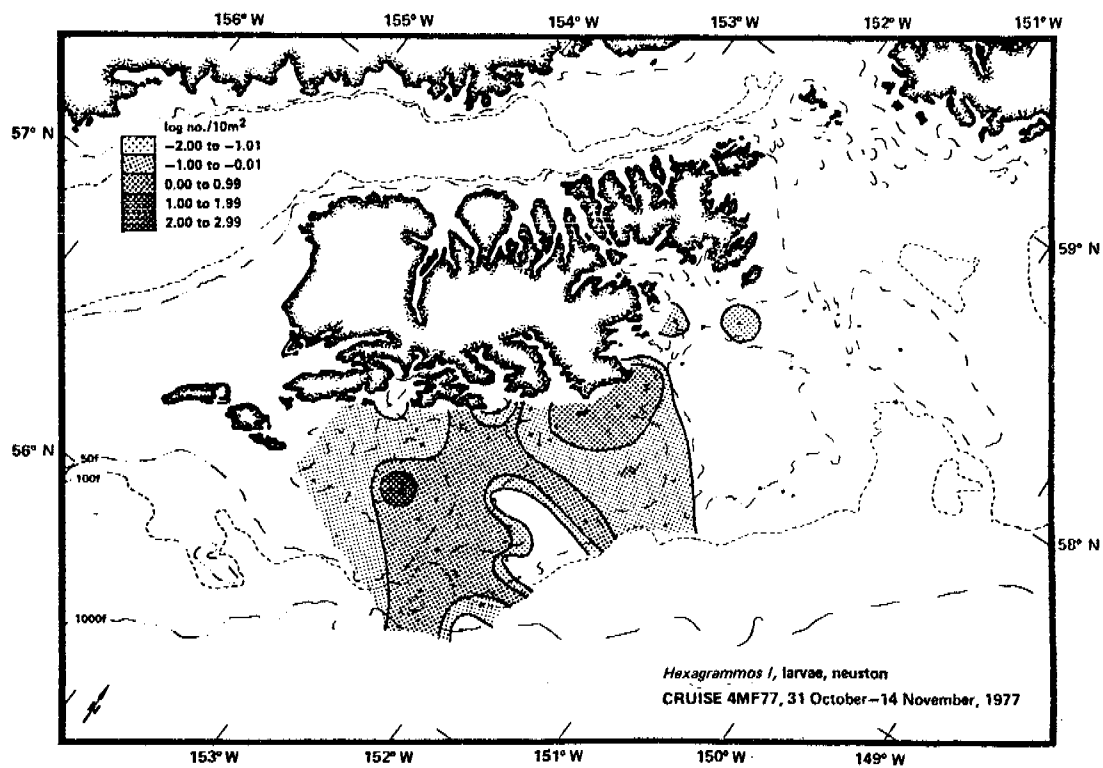 156° W 155° W 154° W 153° W 152° W 151° W
57° N
log no./10m²
−2.00 to −1.01
−1.00 to −0.01
0.00 to 0.99
1.00 to 1.99
2.00 to 2.99
59° N
56° N
50f
100f
58° N
1000f
Hexagrammos I, larvae, neuston
CRUISE 4MF77, 31 October–14 November, 1977
N
153° W 152° W 151° W 150° W 149° W